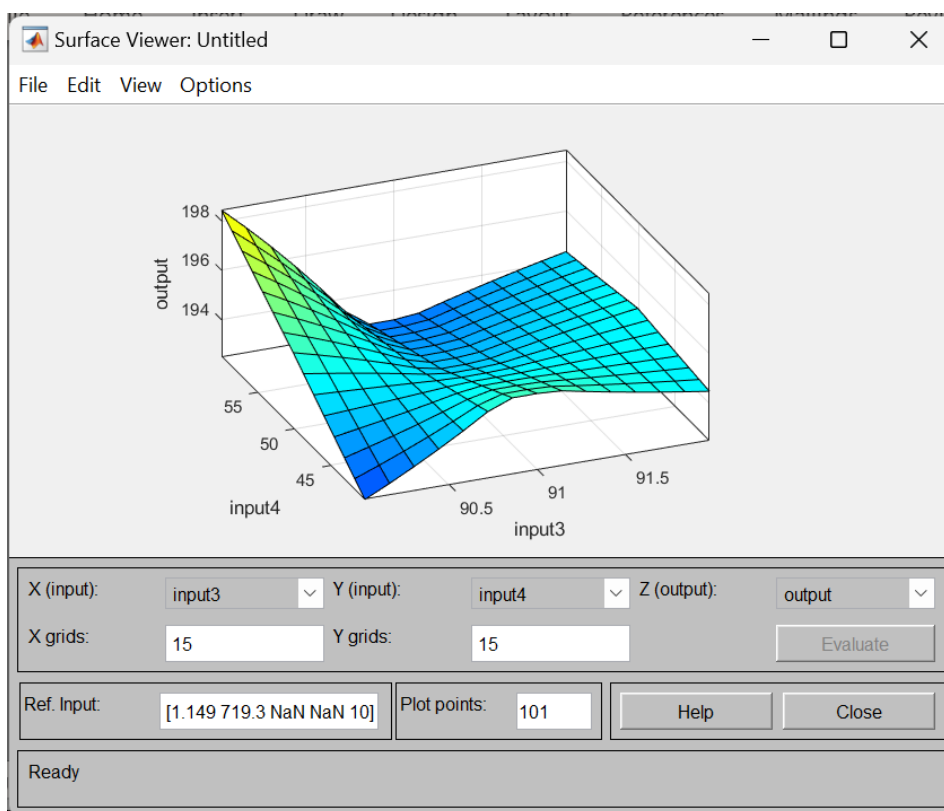 Surface Viewer: Untitled
File Edit View Options
198
196
194
output
55
50
45
input4
90.5
91
91.5
input3
X (input): input3 Y (input): input4 Z (output): output
X grids: 15 Y grids: 15 Evaluate
Ref. Input: [1.149 719.3 NaN NaN 10] Plot points: 101 Help Close
Ready